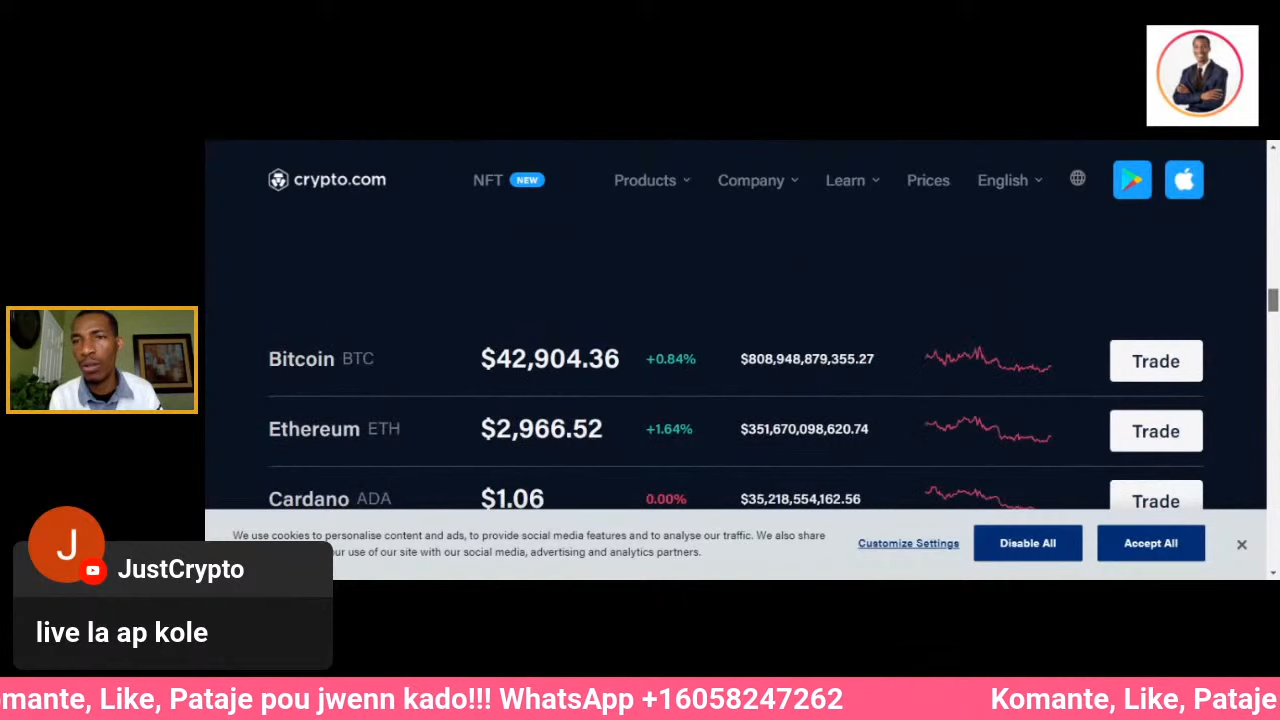 crypto.com
NFT NEW Products Company Learn Prices English
Bitcoin BTC $42,904.36 +0.84% $808,948,879,355.27 Trade
Ethereum ETH $2,966.52 +1.64% $351,670,098,620.74 Trade
Cardano ADA $1.06 0.00% $35,218,554,162.56 Trade
We use cookies to personalise content and ads, to provide social media features and to analyse our traffic. We also share
ur use of our site with our social media, advertising and analytics partners.
Customize Settings
Disable All
Accept All
J
JustCrypto
live la ap kole
mante, Like, Pataje pou jwenn kado!!! WhatsApp +16058247262 Komante, Like, Pataje